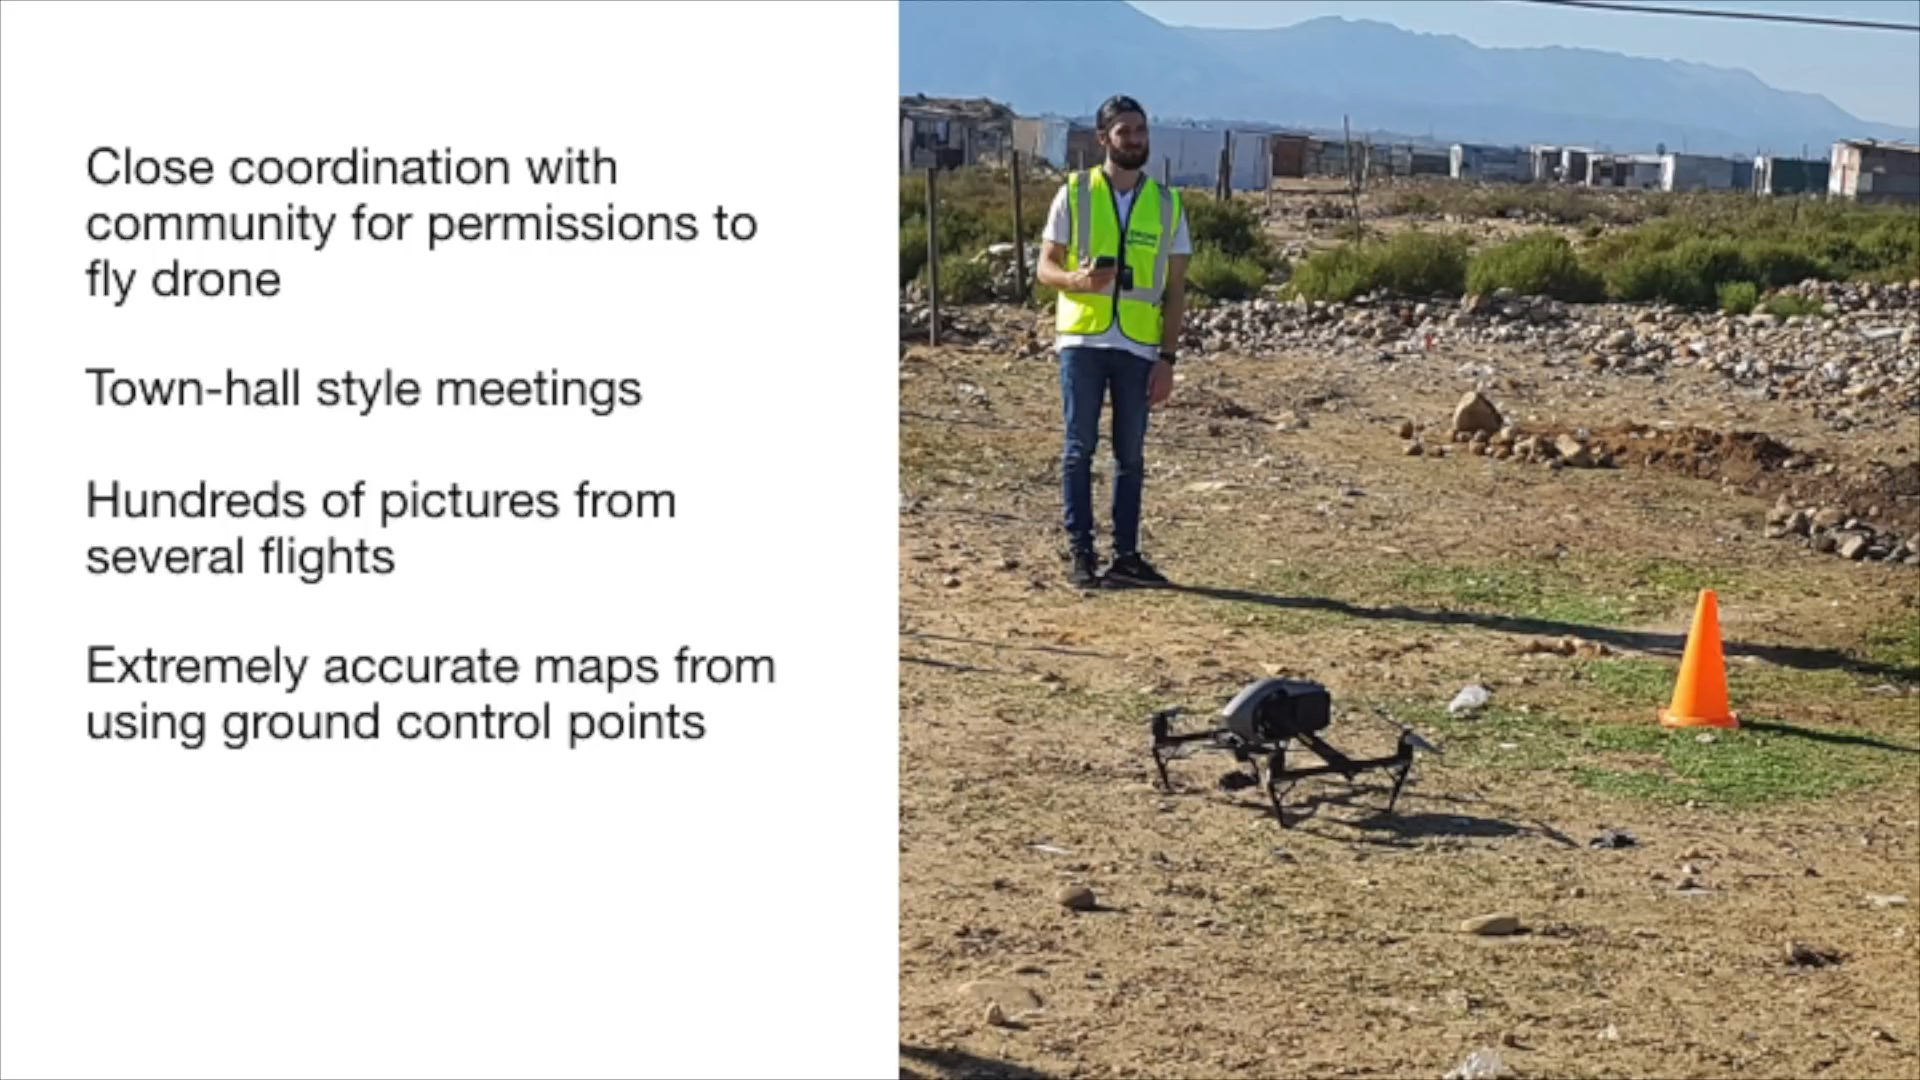 Close coordination with
community for permissions to
fly drone
Town-hall style meetings
Hundreds of pictures from
several flights
Extremely accurate maps from
using ground control points